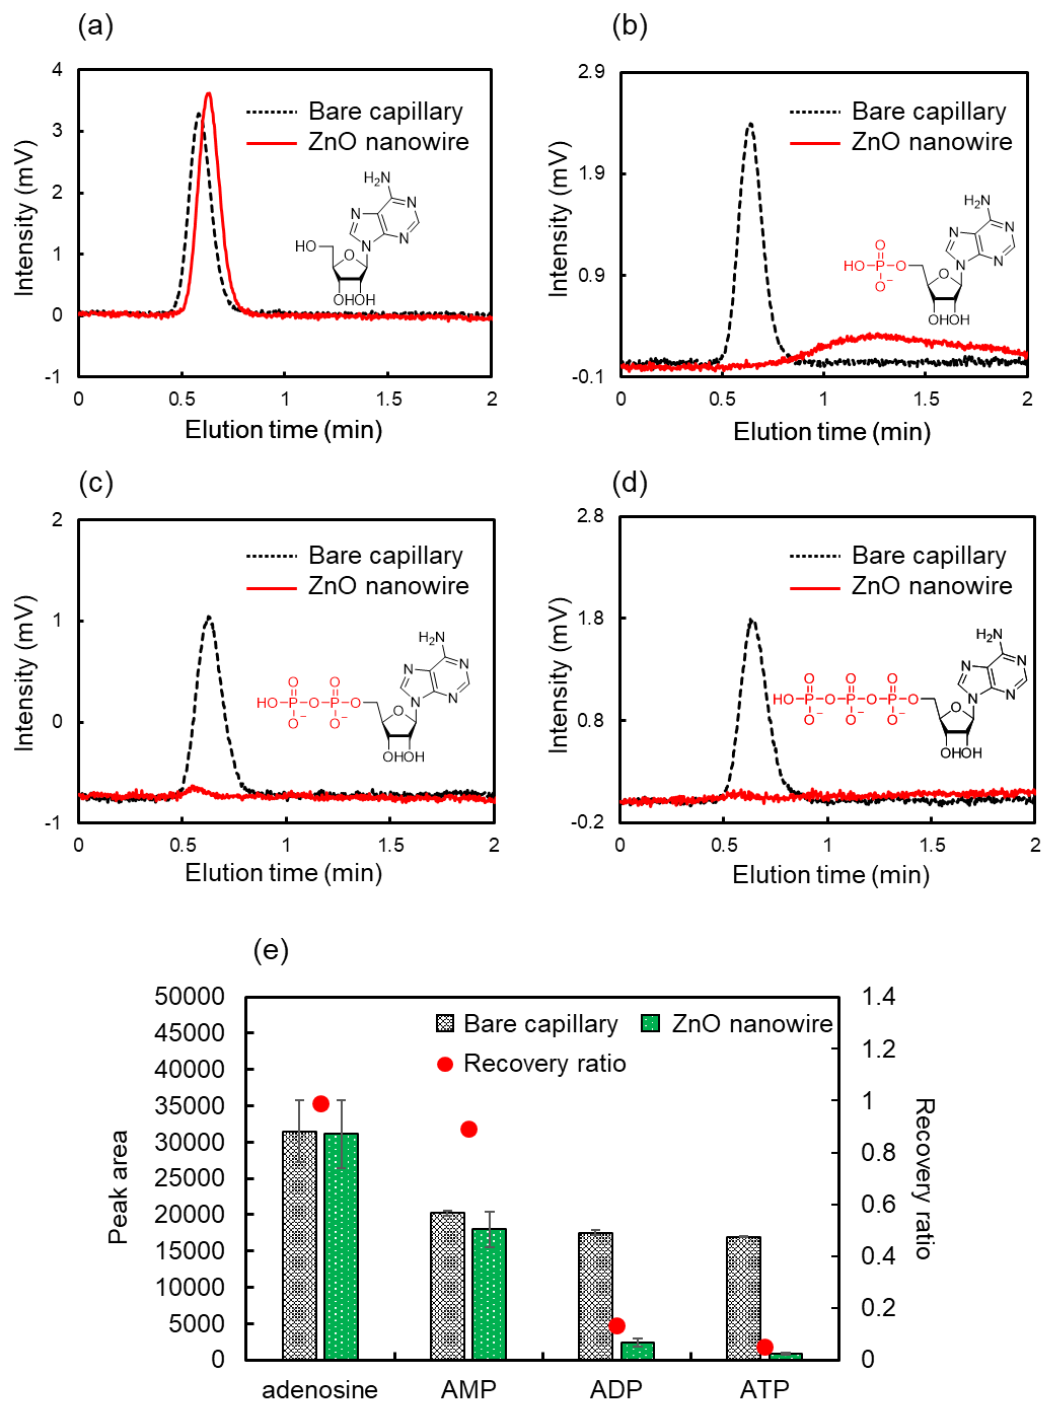 (a)
4
3
2
1
0
-1
Intensity (mV)
Bare capillary
ZnO nanowire
H₂N
N
N
N
N
HO
O
OHOH
0
0.5
1
1.5
2
Elution time (min)
(b)
2.9
1.9
0.9
-0.1
Intensity (mV)
Bare capillary
ZnO nanowire
H₂N
N
N
N
N
O
HO-P-O
O⁻
O
OHOH
0
0.5
1
1.5
2
Elution time (min)
(c)
2
1
0
-1
Intensity (mV)
Bare capillary
ZnO nanowire
H₂N
N
N
N
N
O O
HO-P-O-P-O
O⁻ O⁻
O
OHOH
0
0.5
1
1.5
2
Elution time (min)
(d)
2.8
1.8
0.8
-0.2
Intensity (mV)
Bare capillary
ZnO nanowire
H₂N
N
N
N
N
O O O
HO-P-O-P-O-P-O
O⁻ O⁻ O⁻
O
OHOH
0
0.5
1
1.5
2
Elution time (min)
(e)
50000
45000
40000
35000
30000
25000
20000
15000
10000
5000
0
Peak area
Bare capillary
ZnO nanowire
Recovery ratio
1.4
1.2
1
0.8
0.6
0.4
0.2
0
Recovery ratio
adenosine
AMP
ADP
ATP